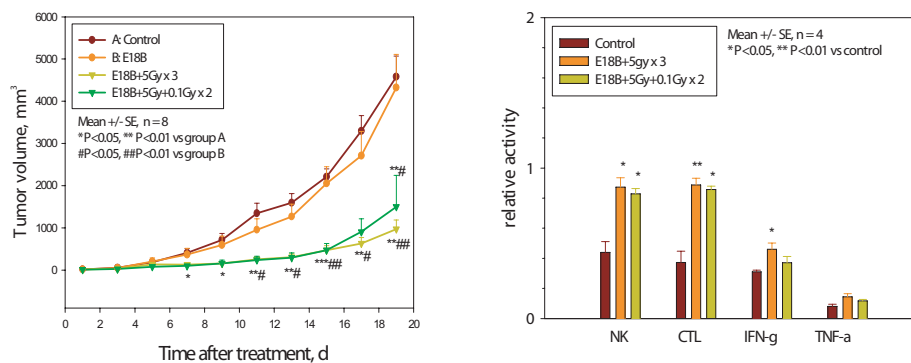 6000
5000
4000
3000
2000
1000
0
Tumor volume, mm³
A: Control
B: E18B
E18B+5Gy x 3
E18B+5Gy+0.1Gy x 2
Mean +/- SE, n = 8
*P<0.05, ** P<0.01 vs group A
#P<0.05, ##P<0.01 vs group B
**#
**##
* * **# **# ***## **#
0 2 4 6 8 10 12 14 16 18 20
Time after treatment, d
2
1
0
relative activity
Control
E18B+5gy x 3
E18B+5Gy+0.1Gy x 2
Mean +/- SE, n = 4
*P<0.05, ** P<0.01 vs control
* * ** * *
NK CTL IFN-g TNF-a